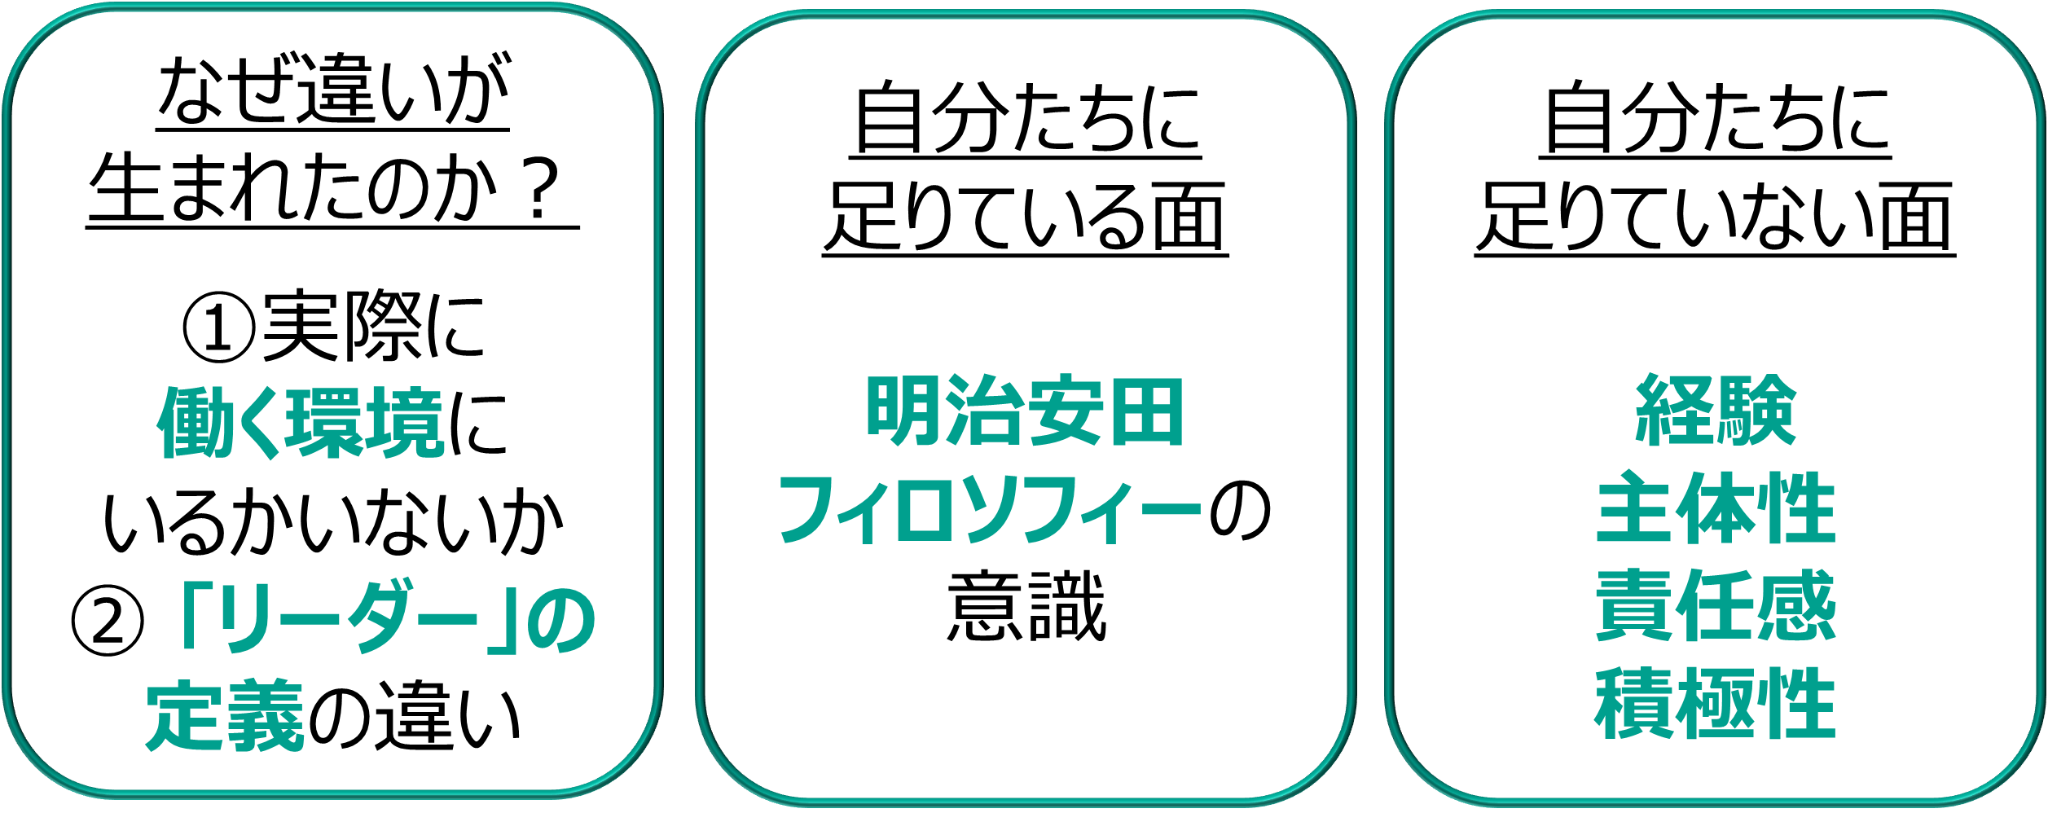 なぜ違いが
生まれたのか？
①実際に
働く環境に
いるかいないか
②「リーダー」の
定義の違い
自分たちに
足りている面
明治安田
フィロソフィーの
意識
自分たちに
足りていない面
経験
主体性
責任感
積極性